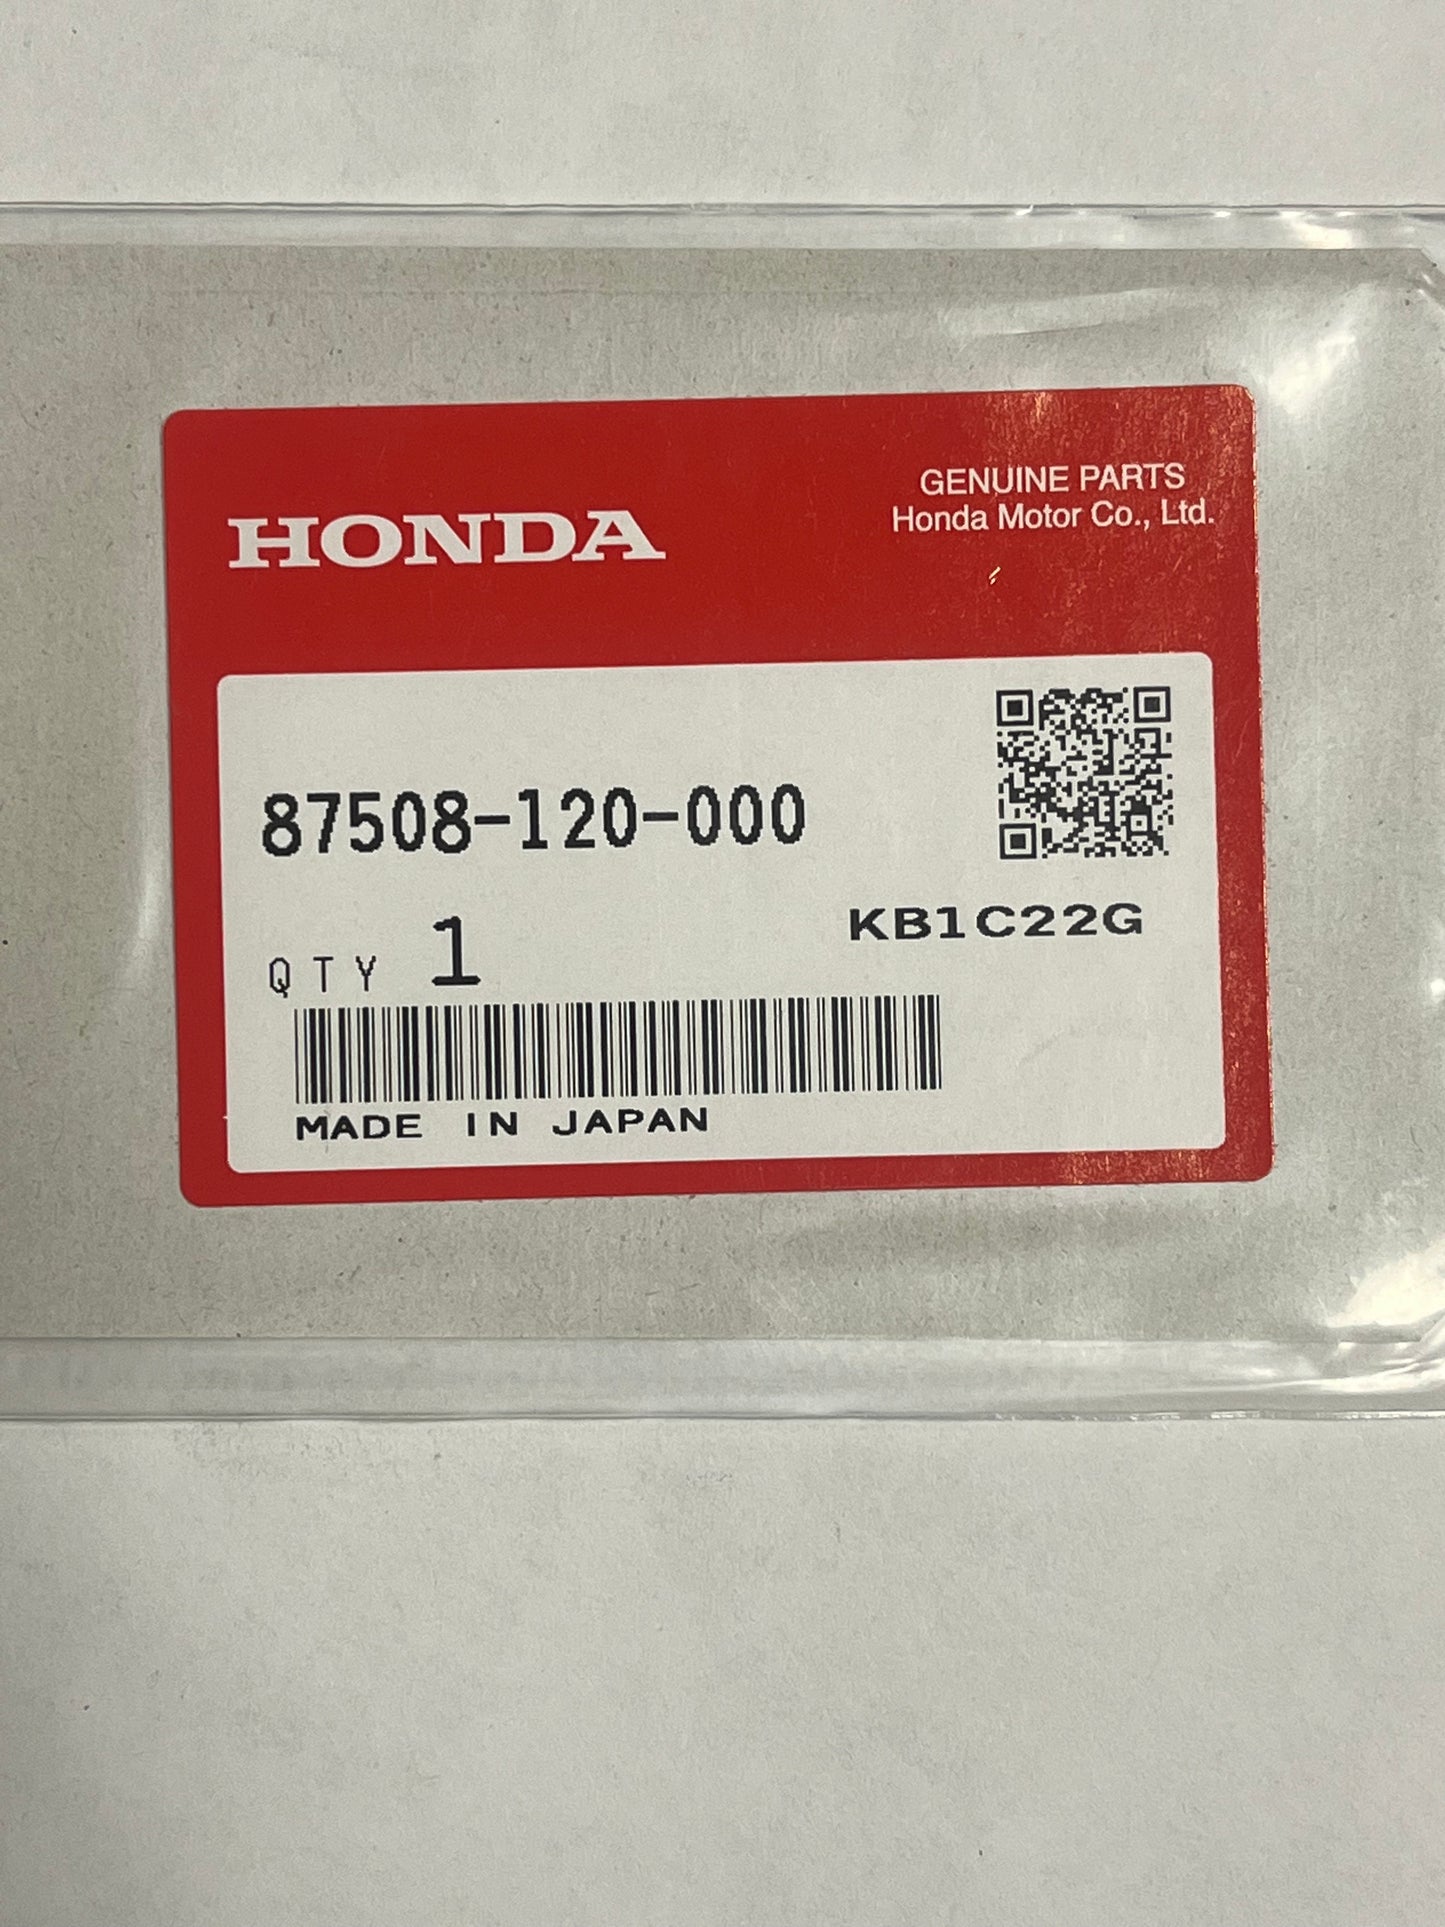 HONDA
GENUINE PARTS
Honda Motor Co., Ltd.
87508-120-000
KB1C22G
QTY 1
MADE IN JAPAN